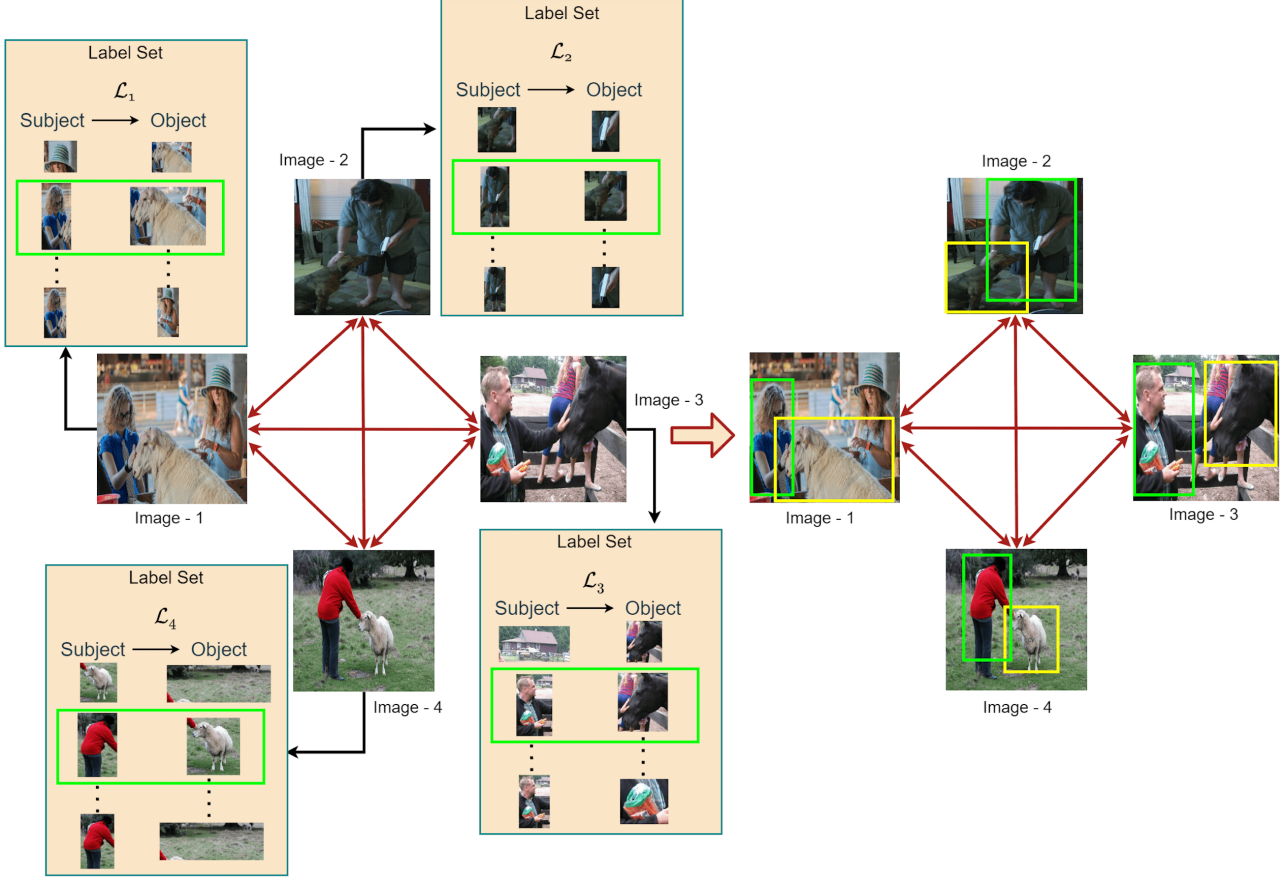 Label Set
ℒ₁
Subject Object
Image - 2
Label Set
ℒ₂
Subject Object
Image - 1
Image - 3
Label Set
ℒ₃
Subject Object
Label Set
ℒ₄
Subject Object
Image - 4
Image - 2
Image - 1
Image - 3
Image - 4